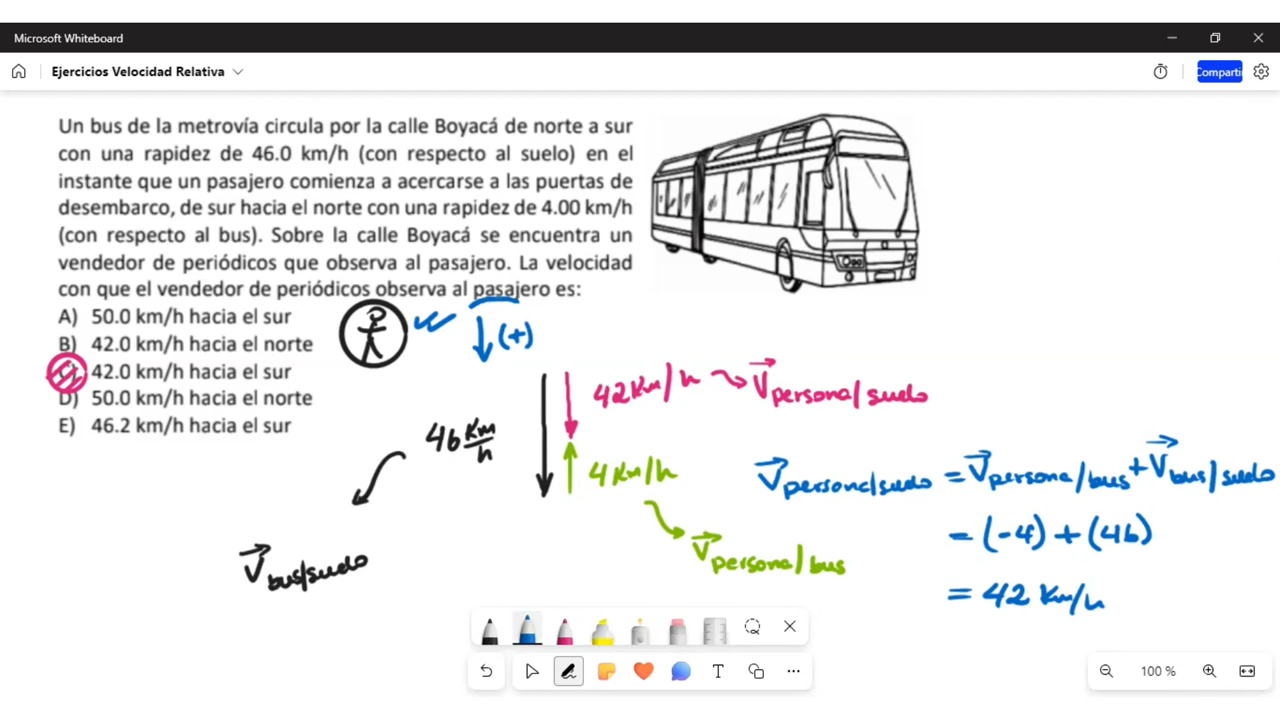 Microsoft Whiteboard
Ejercicios Velocidad Relativa
Comparti
Un bus de la metrovía circula por la calle Boyacá de norte a sur
con una rapidez de 46.0 km/h (con respecto al suelo) en el
instante que un pasajero comienza a acercarse a las puertas de
desembarco, de sur hacia el norte con una rapidez de 4.00 km/h
(con respecto al bus). Sobre la calle Boyacá se encuentra un
vendedor de periódicos que observa al pasajero. La velocidad
con que el vendedor de periódicos observa al pasajero es:
A) 50.0 km/h hacia el sur
B) 42.0 km/h hacia el norte
C) 42.0 km/h hacia el sur
D) 50.0 km/h hacia el norte
E) 46.2 km/h hacia el sur
(+)
42 Km/h
V persona/suelo
46 Km/h
4 Km/h
V persona/suelo = V persona/bus + V bus/suelo
= (-4) + (46)
= 42 Km/h
V persona/bus
V bus/suelo
T
100 %